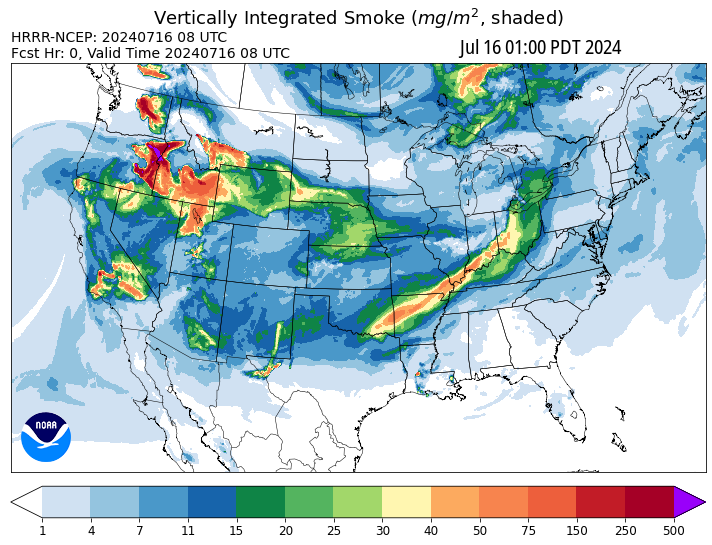 Vertically Integrated Smoke (mg/m², shaded)
HRRR-NCEP: 20240716 08 UTC
Fcst Hr: 0, Valid Time 20240716 08 UTC
Jul 16 01:00 PDT 2024
NOAA
1 4 7 11 15 20 25 30 40 50 75 150 250 500